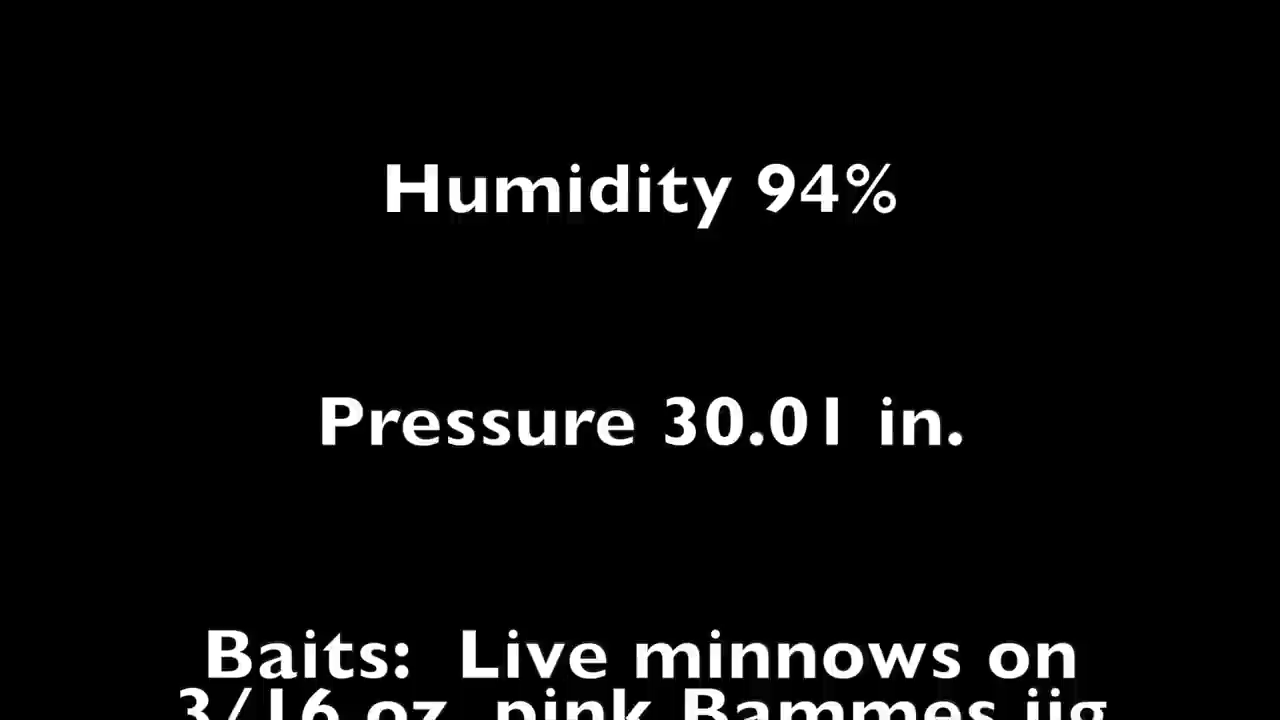 Humidity 94%
Pressure 30.01 in.
Baits:  Live minnows on
3/16 oz. pink Bammes jig